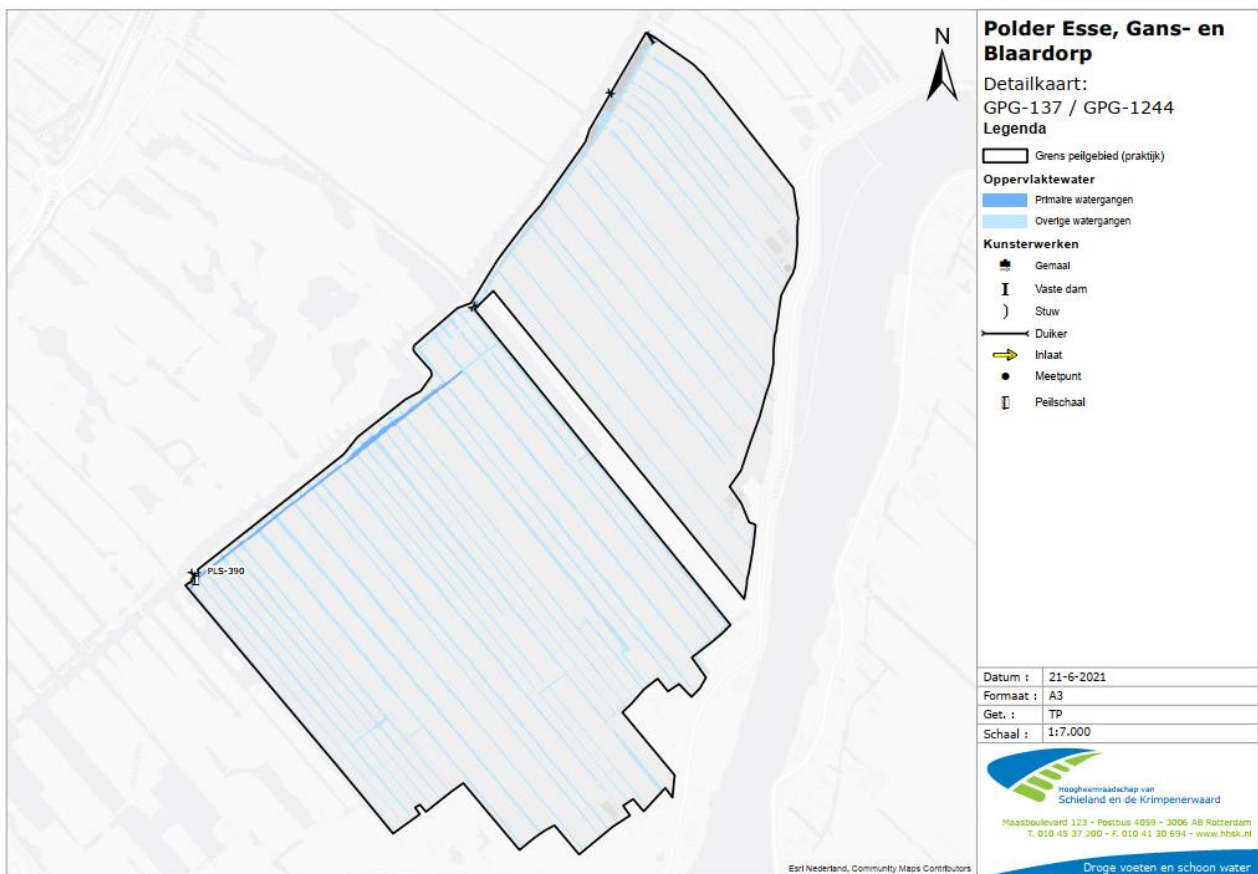 N
PLS-390
Esri Nederland, Community Maps Contributors
Polder Esse, Gans- en
Blaardorp
Detailkaart:
GPG-137 / GPG-1244
Legenda
Grens peilgebied (praktijk)
Oppervlaktewater
Primaire watergangen
Overige watergangen
Kunsterwerken
Gemaal
Vaste dam
Stuw
Duiker
Inlaat
Meetpunt
Peilschaal
Datum : 21-6-2021
Formaat : A3
Get. : TP
Schaal : 1:7.000
Hoogheemraadschap van
Schieland en de Krimpenerwaard
Maasboulevard 123 - Postbus 4059 - 3006 AB Rotterdam
T. 010 45 37 200 - F. 010 41 30 694 - www.hhsk.nl
Droge voeten en schoon water